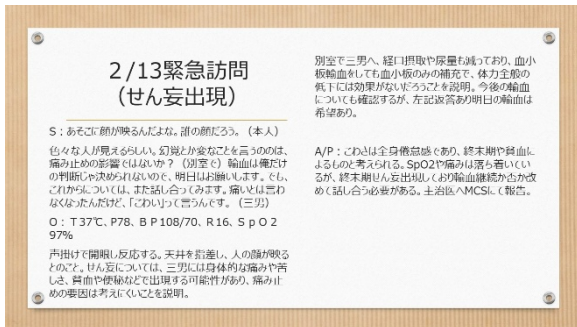 2/13緊急訪問
(せん妄出現)
S:あそこに顔が映るんだよな。誰の顔だろう。(本人)
色々な人が見えるらしい。幻覚とか変なことを言うのは、
痛み止めの影響ではないか?(別室で)輸血は俺だけ
の判断じゃ決められないので、明日はお願いします。でも、
これからについては、また話し合ってみます。痛いとは言わ
なくなったんだけど、「こわい」って言うんです。(三男)
O:T37℃、P78、BP108/70、R16、SpO2
97%
声掛けで開眼し反応する。天井を指差し、人の顔が映る
とのこと。せん妄については、三男には身体的な痛みや苦
しさ、貧血や便秘などで出現する可能性があり、痛み止
めの要因は考えにくいことを説明。
別室で三男へ、経口摂取や尿量も減っており、血小
板輸血をしても血小板のみの補充で、体力全般の
低下には効果がないだろうことを説明。今後の輸血
についても確認するが、左記返答あり明日の輸血は
希望あり。
A/P:こわさは全身倦怠感であり、終末期や貧血に
よるものと考えられる。SpO2や痛みは落ち着いてい
るが、終末期せん妄出現しており輸血継続か否か改
めて話し合う必要がある。主治医へMCSにて報告。